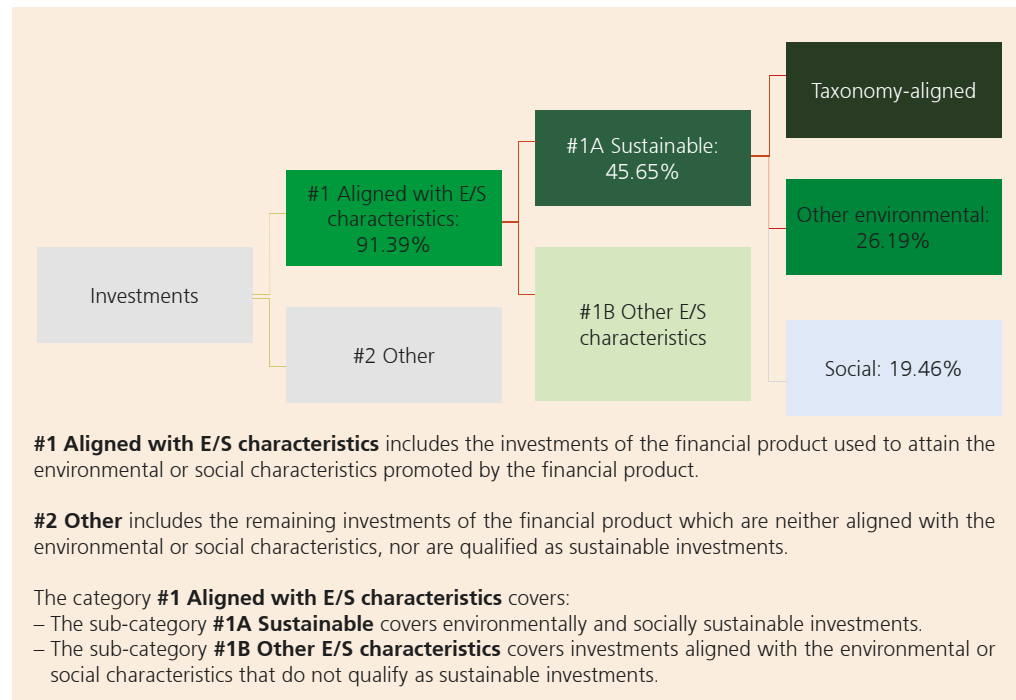 Taxonomy-aligned
#1A Sustainable:
45.65%
#1 Aligned with E/S
characteristics:
91.39%
Other environmental:
26.19%
Investments
#1B Other E/S
characteristics
#2 Other
Social: 19.46%
#1 Aligned with E/S characteristics includes the investments of the financial product used to attain the
environmental or social characteristics promoted by the financial product.
#2 Other includes the remaining investments of the financial product which are neither aligned with the
environmental or social characteristics, nor are qualified as sustainable investments.
The category #1 Aligned with E/S characteristics covers:
– The sub-category #1A Sustainable covers environmentally and socially sustainable investments.
– The sub-category #1B Other E/S characteristics covers investments aligned with the environmental or
social characteristics that do not qualify as sustainable investments.